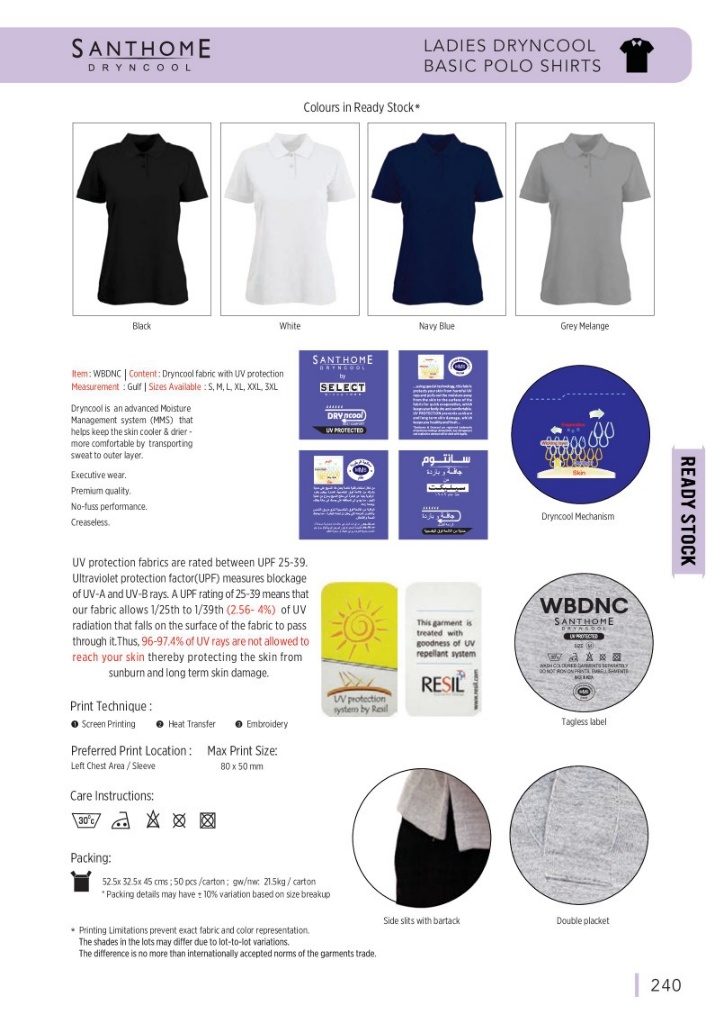 SANTHOME
DRYNCOOL
LADIES DRYNCOOL
BASIC POLO SHIRTS
Colours in Ready Stock*
Black
White
Navy Blue
Grey Melange
Item : WBDNC | Content : Dryncool fabric with UV protection
Measurement : Gulf | Sizes Available : S, M, L, XL, XXL, 3XL
Dryncool is an advanced Moisture
Management system (MMS) that
helps keep the skin cooler & drier -
more comfortable by transporting
sweat to outer layer.
Executive wear.
Premium quality.
No-fuss performance.
Creaseless.
SANTHOME
DRYNCOOL
by
SELECT
DRYncool
UV PROTECTED
MMS
سانتوم
جافة و باردة
من
سيليكت
جافة و باردة
Skin
Dryncool Mechanism
READY STOCK
UV protection fabrics are rated between UPF 25-39.
Ultraviolet protection factor(UPF) measures blockage
of UV-A and UV-B rays. A UPF rating of 25-39 means that
our fabric allows 1/25th to 1/39th (2.56- 4%) of UV
radiation that falls on the surface of the fabric to pass
through it.Thus, 96-97.4% of UV rays are not allowed to
reach your skin thereby protecting the skin from
sunburn and long term skin damage.
UV protection
system by Resil
This garment is
treated with
goodness of UV
repellant system
RESIL
www.resil.com
WBDNC
SANTHOME
DRYNCOOL
UV PROTECTED
SIZE M
WASH COLOURED GARMENTS SEPARATELY
DO NOT IRON ON PRINTS, EMBELLISHMENTS
MMS
Tagless label
Print Technique :
❶ Screen Printing ❷ Heat Transfer ❸ Embroidery
Preferred Print Location : Max Print Size:
Left Chest Area / Sleeve 80 x 50 mm
Care Instructions:
30°c
Packing:
52.5x 32.5x 45 cms ; 50 pcs /carton ; gw/nw: 21.5kg / carton
* Packing details may have ± 10% variation based on size breakup
Side slits with bartack
Double placket
* Printing Limitations prevent exact fabric and color representation.
The shades in the lots may differ due to lot-to-lot variations.
The difference is no more than internationally accepted norms of the garments trade.
240